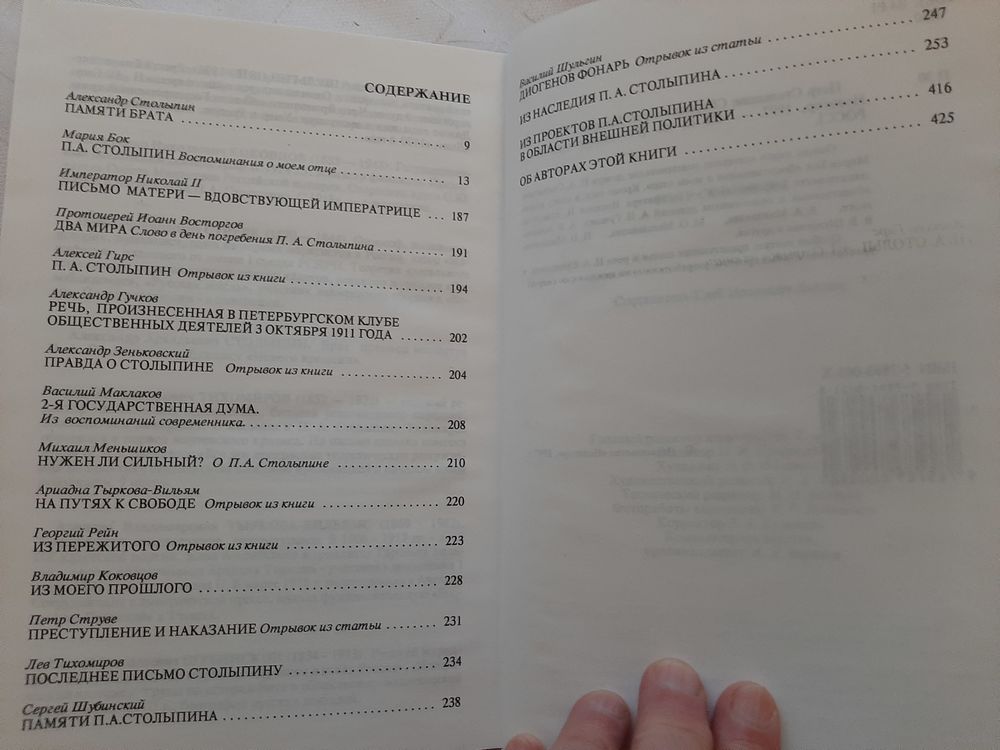 СОДЕРЖАНИЕ
Александр Столыпин
ПАМЯТИ БРАТА 9
Мария Бок
П.А. СТОЛЫПИН Воспоминания о моем отце 13
Император Николай II
ПИСЬМО МАТЕРИ — ВДОВСТВУЮЩЕЙ ИМПЕРАТРИЦЕ ... 187
Протоиерей Иоанн Восторгов
ДВА МИРА Слово в день погребения П. А. Столыпина 191
Алексей Гирс
П. А. СТОЛЫПИН Отрывок из книги 194
Александр Гучков
РЕЧЬ, ПРОИЗНЕСЕННАЯ В ПЕТЕРБУРГСКОМ КЛУБЕ
ОБЩЕСТВЕННЫХ ДЕЯТЕЛЕЙ 3 ОКТЯБРЯ 1911 ГОДА 202
Александр Зеньковский
ПРАВДА О СТОЛЫПИНЕ Отрывок из книги 204
Василий Маклаков
2-Я ГОСУДАРСТВЕННАЯ ДУМА.
Из воспоминаний современника. 208
Михаил Меньшиков
НУЖЕН ЛИ СИЛЬНЫЙ? О П.А. Столыпине 210
Ариадна Тыркова-Вильям
НА ПУТЯХ К СВОБОДЕ Отрывок из книги 220
Георгий Рейн
ИЗ ПЕРЕЖИТОГО Отрывок из книги 223
Владимир Коковцов
ИЗ МОЕГО ПРОШЛОГО 228
Петр Струве
ПРЕСТУПЛЕНИЕ И НАКАЗАНИЕ Отрывок из статьи 231
Лев Тихомиров
ПОСЛЕДНЕЕ ПИСЬМО СТОЛЫПИНУ 234
Сергей Шубинский
ПАМЯТИ П.А.СТОЛЫПИНА 238
Василий Шульгин
ДИОГЕНОВ ФОНАРЬ Отрывок из статьи 247
ИЗ НАСЛЕДИЯ П. А. СТОЛЫПИНА 253
ИЗ ПРОЕКТОВ П.А.СТОЛЫПИНА
В ОБЛАСТИ ВНЕШНЕЙ ПОЛИТИКИ 416
ОБ АВТОРАХ ЭТОЙ КНИГИ 425